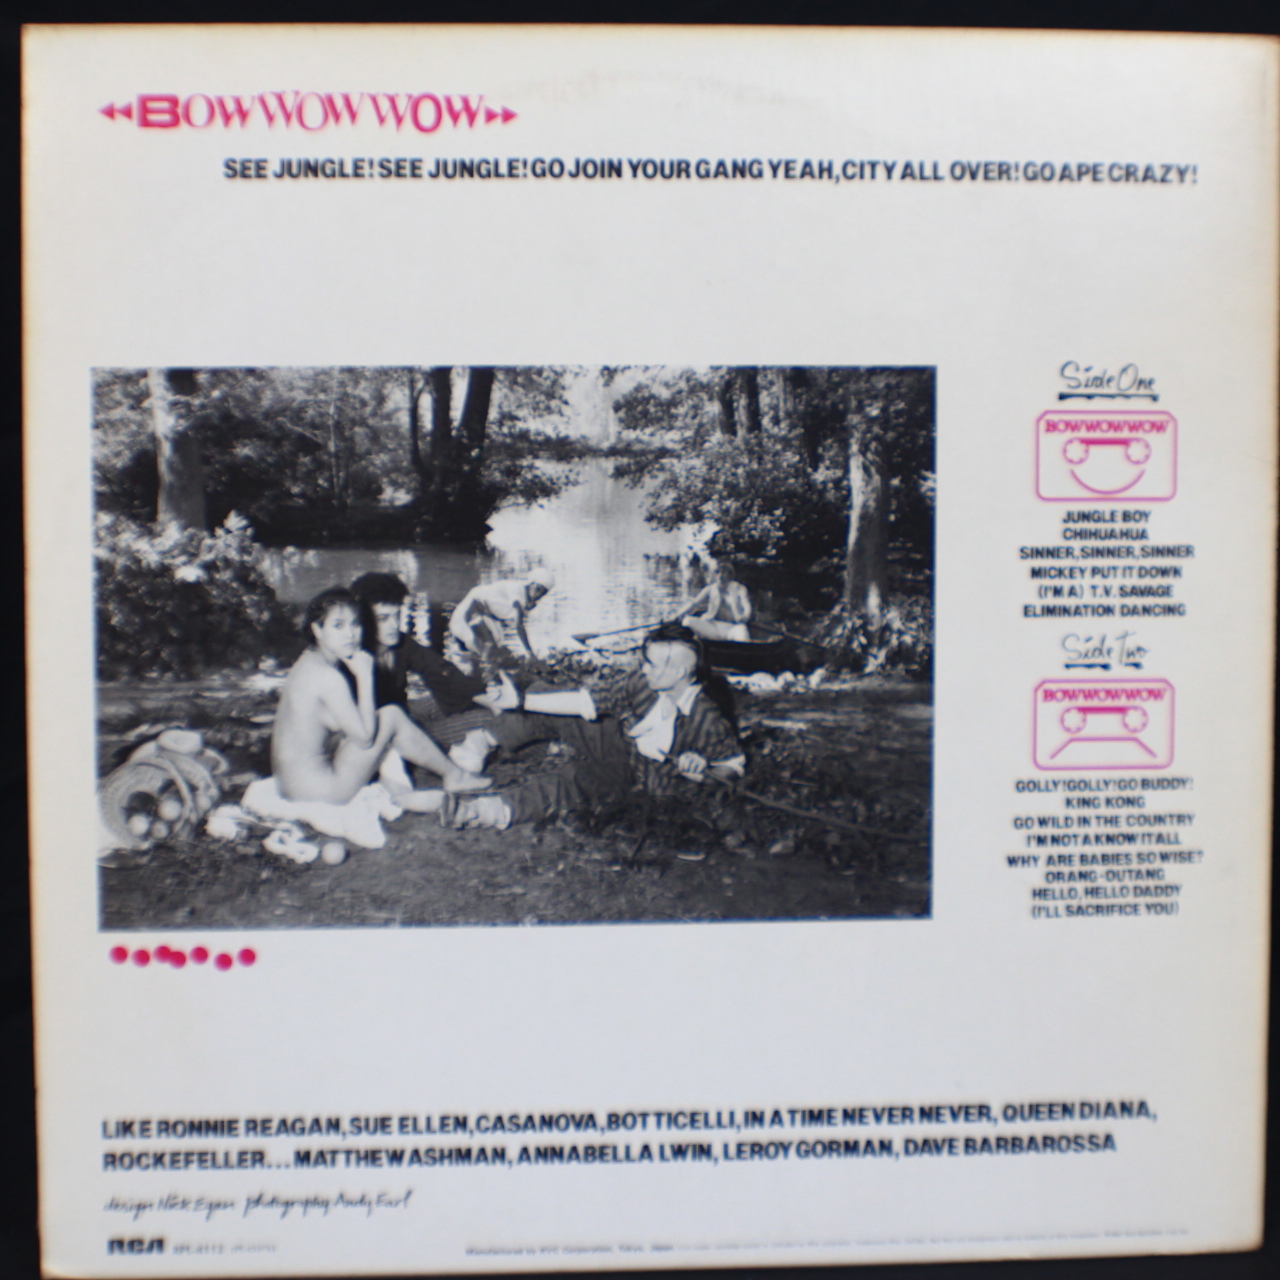 BOW WOW WOW
SEE JUNGLE! SEE JUNGLE! GO JOIN YOUR GANG YEAH, CITY ALL OVER! GO APE CRAZY!
Side One
BOW WOW WOW
JUNGLE BOY
CHIHUAHUA
SINNER, SINNER, SINNER
MICKEY PUT IT DOWN
(I'M A) T.V. SAVAGE
ELIMINATION DANCING
Side Two
BOW WOW WOW
GOLLY! GOLLY! GO BUDDY!
KING KONG
GO WILD IN THE COUNTRY
I'M NOT A KNOW IT ALL
WHY ARE BABIES SO WISE?
ORANG-OUTANG
HELLO, HELLO DADDY
(I'LL SACRIFICE YOU)
LIKE RONNIE REAGAN, SUE ELLEN, CASANOVA, BOTTICELLI, IN A TIME NEVER NEVER, QUEEN DIANA,
ROCKEFELLER... MATTHEW ASHMAN, ANNABELLA LWIN, LEROY GORMAN, DAVE BARBAROSSA
design Nick Egan photography Andy Earl
RCA